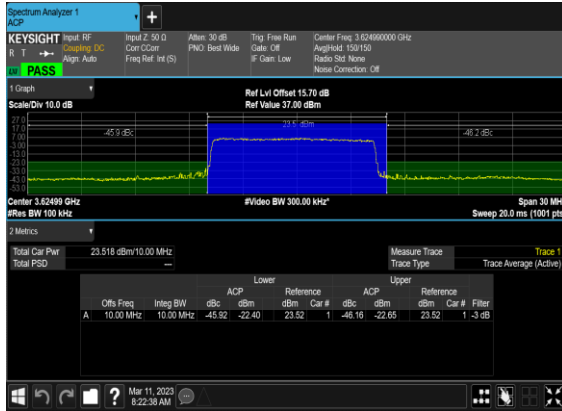 Spectrum Analyzer 1
ACP
+
KEYSIGHT Input: RF Input Z: 50 Ω Atten: 30 dB Trig: Free Run Center Freq: 3.624990000 GHz
R T Coupling: DC Corr CCorr PNO: Best Wide Gate: Off Avg|Hold: 150/150
Align: Auto Freq Ref: Int (S) IF Gain: Low Radio Std: None
Noise Correction: Off
PASS
1 Graph
Ref Lvl Offset 15.70 dB
Scale/Div 10.0 dB Ref Value 37.00 dBm
27.0
17.0
7.00
-3.00
-13.0
-23.0
-33.0
-43.0
-53.0
-45.9 dBc 23.5 dBm -46.2 dBc
Center 3.62499 GHz #Video BW 300.00 kHz* Span 30 MH
#Res BW 100 kHz Sweep 20.0 ms (1001 pts
2 Metrics
Total Car Pwr 23.518 dBm/10.00 MHz Measure Trace Trace 1
Total PSD --- Trace Type Trace Average (Active)
Lower Upper
ACP Reference ACP Reference
Offs Freq Integ BW dBc dBm dBm Car # dBc dBm dBm Car # Filter
A 10.00 MHz 10.00 MHz -45.92 -22.40 23.52 1 -46.16 -22.65 23.52 1 -3 dB
?
Mar 11, 2023
8:22:38 AM